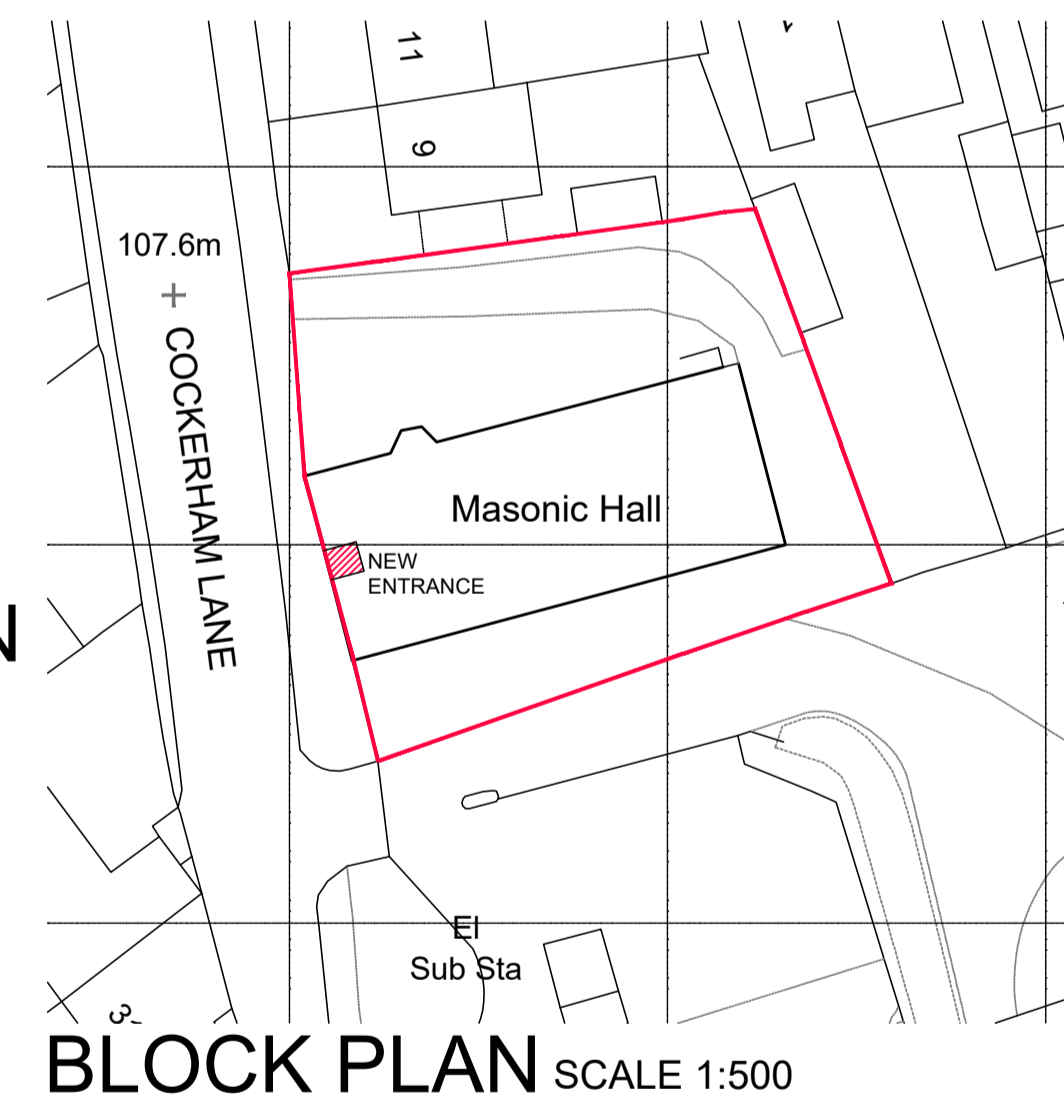 11
9
107.6m
COCKERHAM LANE
Masonic Hall
NEW
ENTRANCE
N
El
Sub Sta
BLOCK PLAN SCALE 1:500